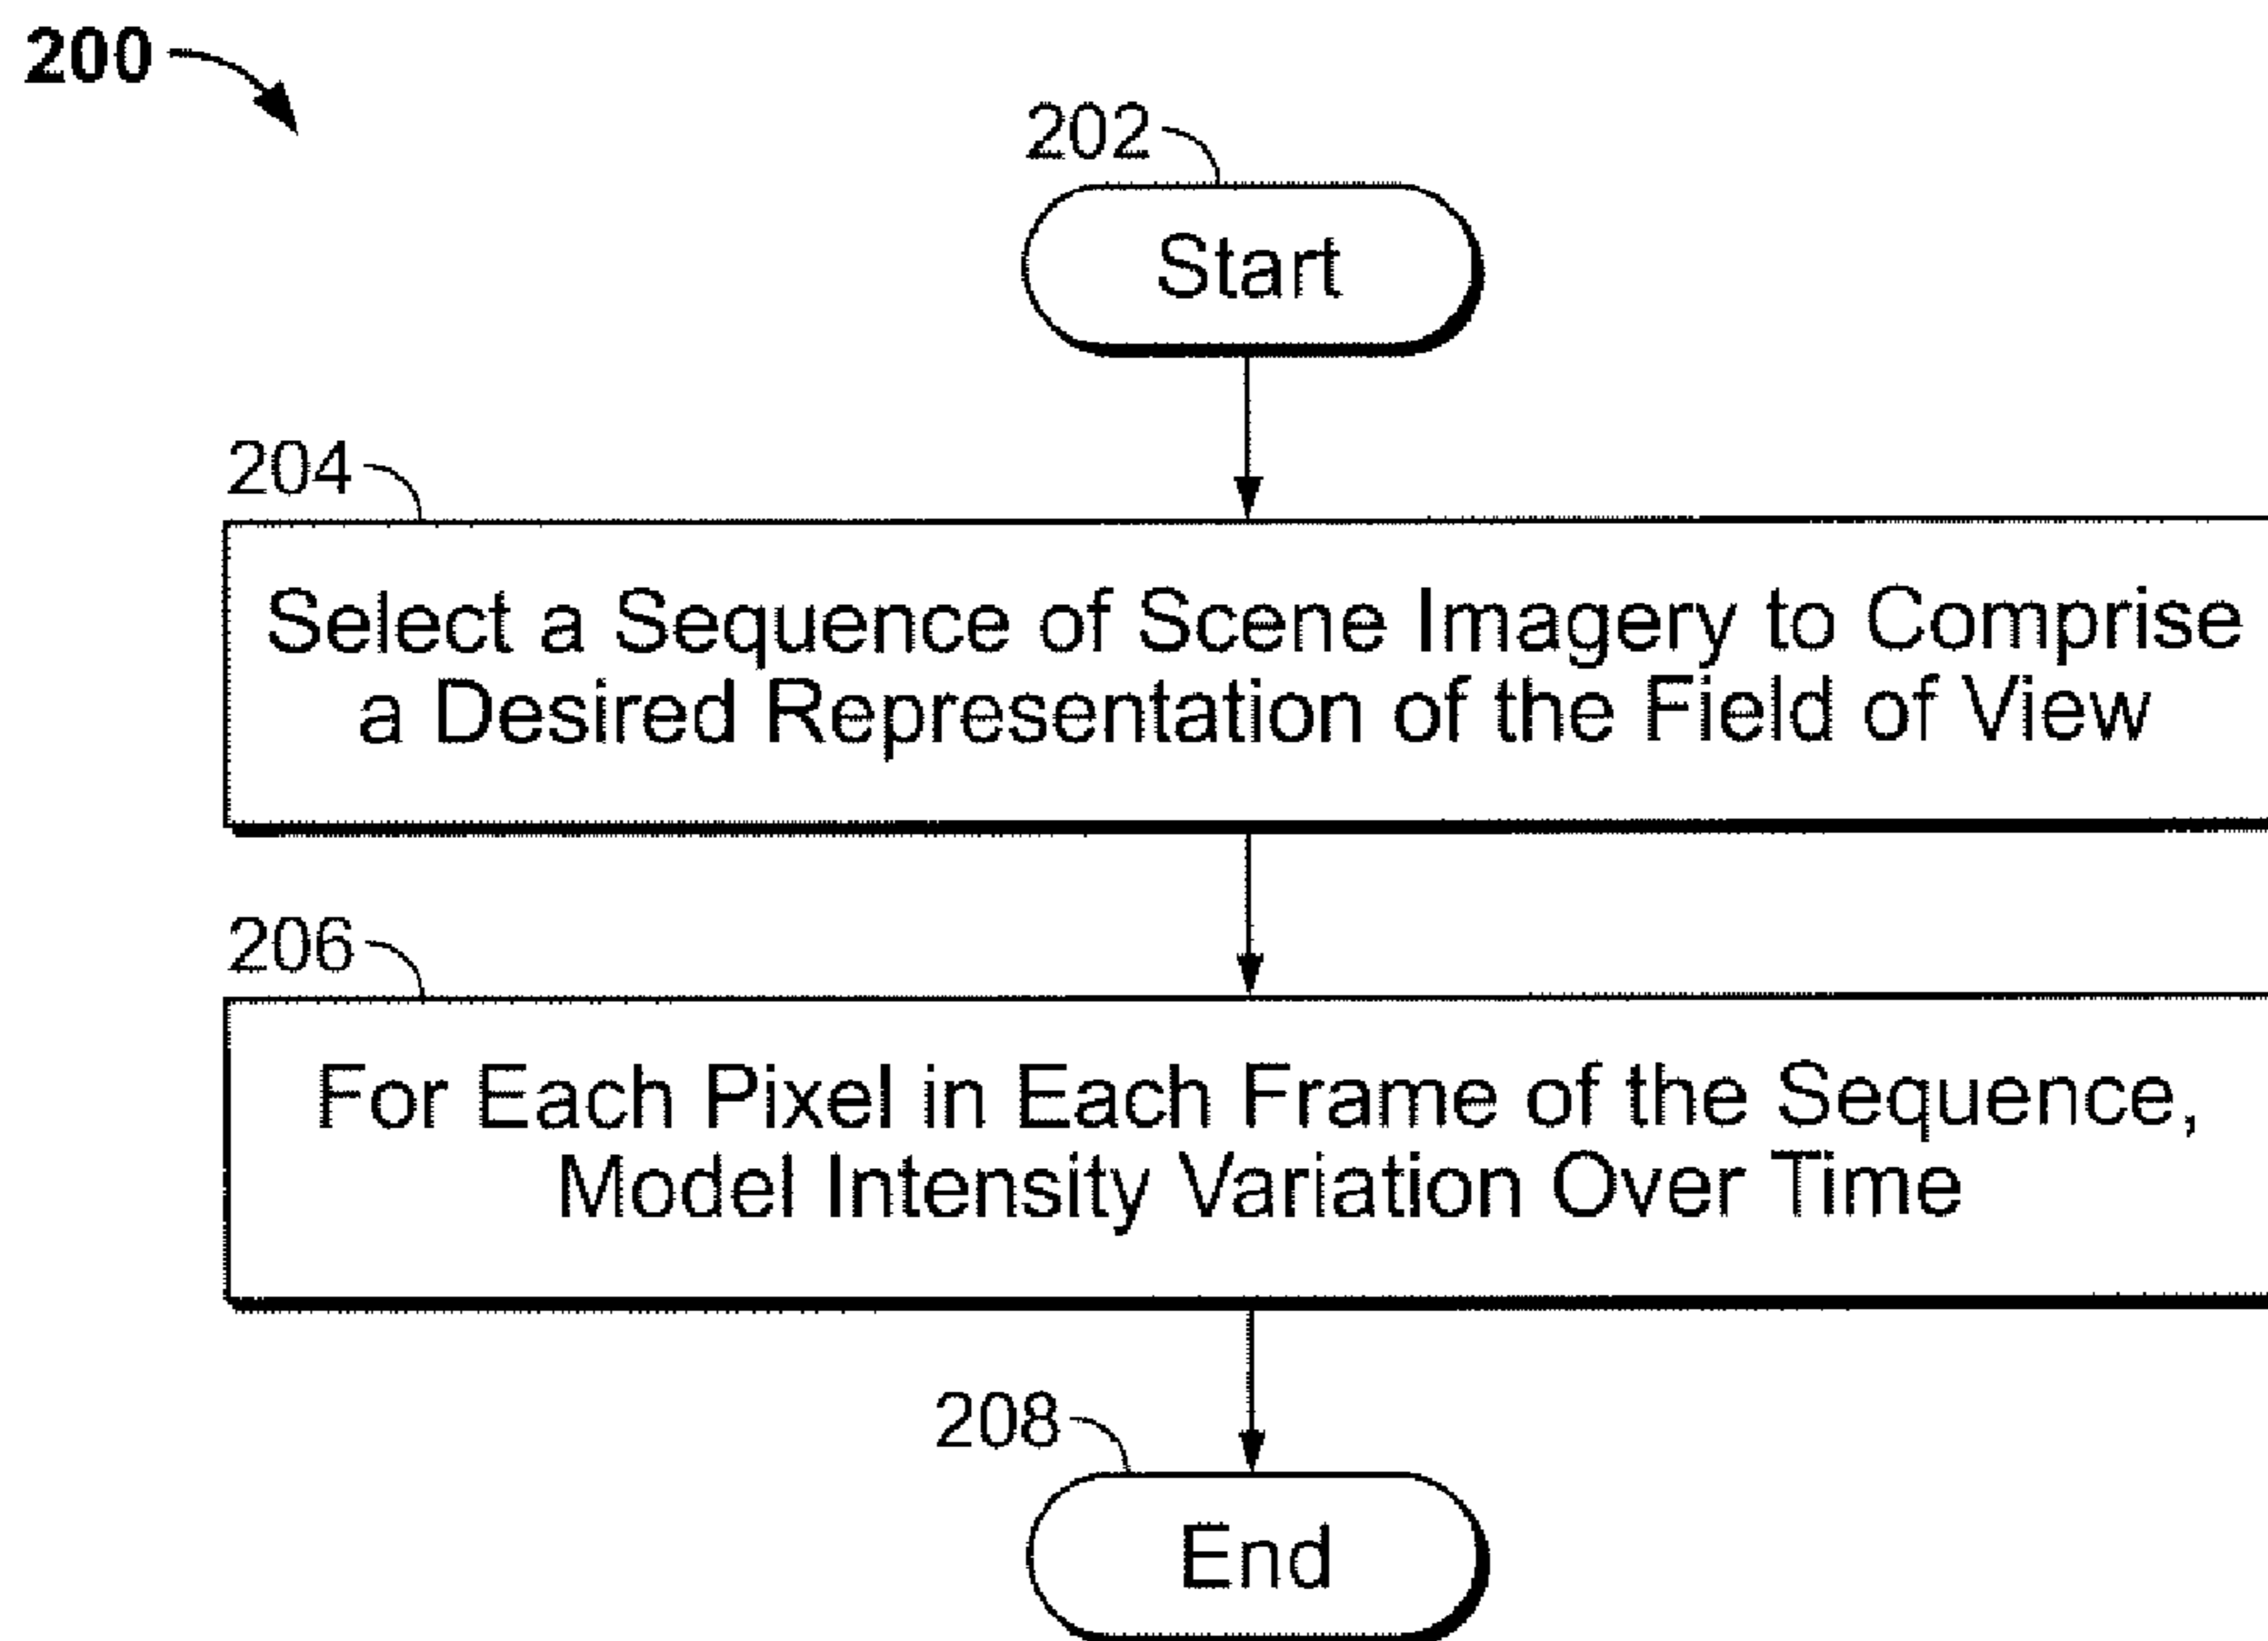 200
202
Start
204
Select a Sequence of Scene Imagery to Comprise
a Desired Representation of the Field of View
206
For Each Pixel in Each Frame of the Sequence,
Model Intensity Variation Over Time
208
End